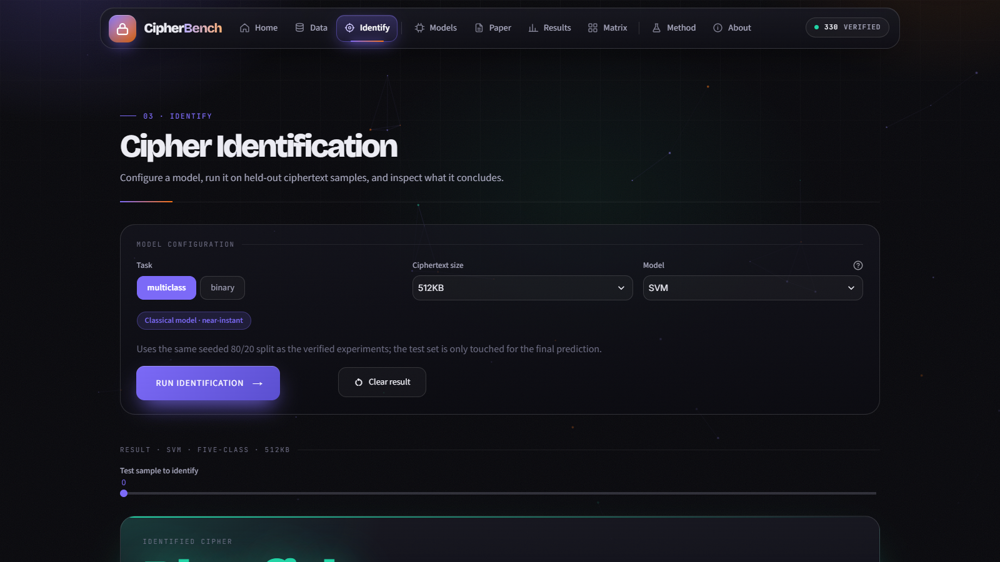 CipherBench Home Data Identify Models Paper Results Matrix Method About 330 VERIFIED
03 · IDENTIFY
Cipher Identification
Configure a model, run it on held-out ciphertext samples, and inspect what it concludes.
MODEL CONFIGURATION
Task Ciphertext size Model
multiclass binary 512KB SVM
Classical model · near-instant
Uses the same seeded 80/20 split as the verified experiments; the test set is only touched for the final prediction.
RUN IDENTIFICATION → Clear result
RESULT · SVM · FIVE-CLASS · 512KB
Test sample to identify
0
IDENTIFIED CIPHER